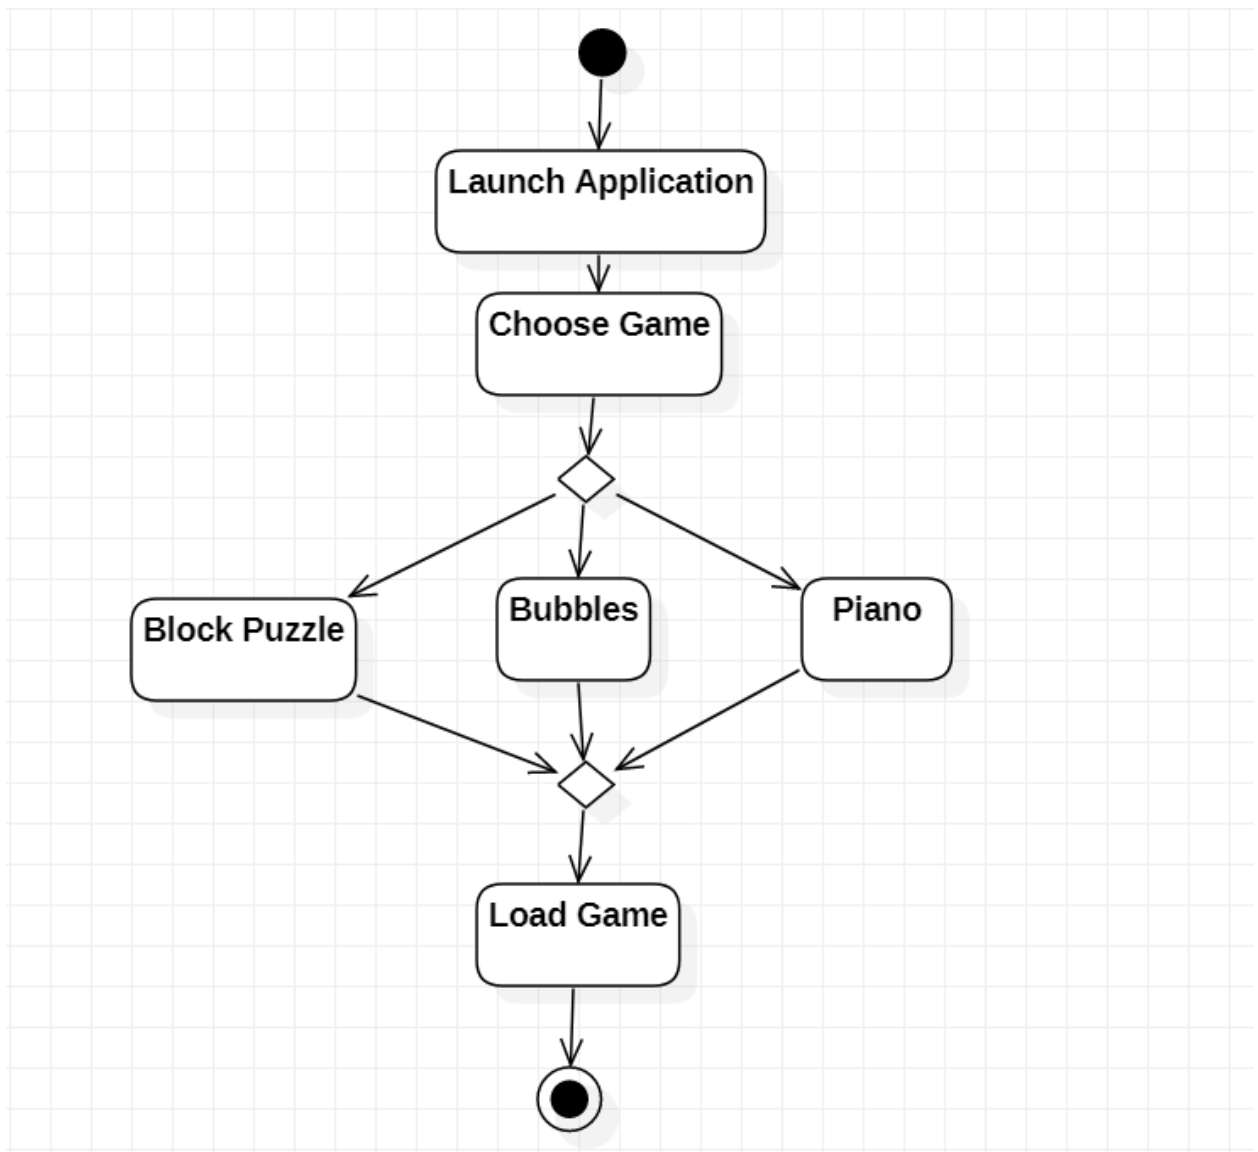 Launch Application
Choose Game
Block Puzzle
Bubbles
Piano
Load Game